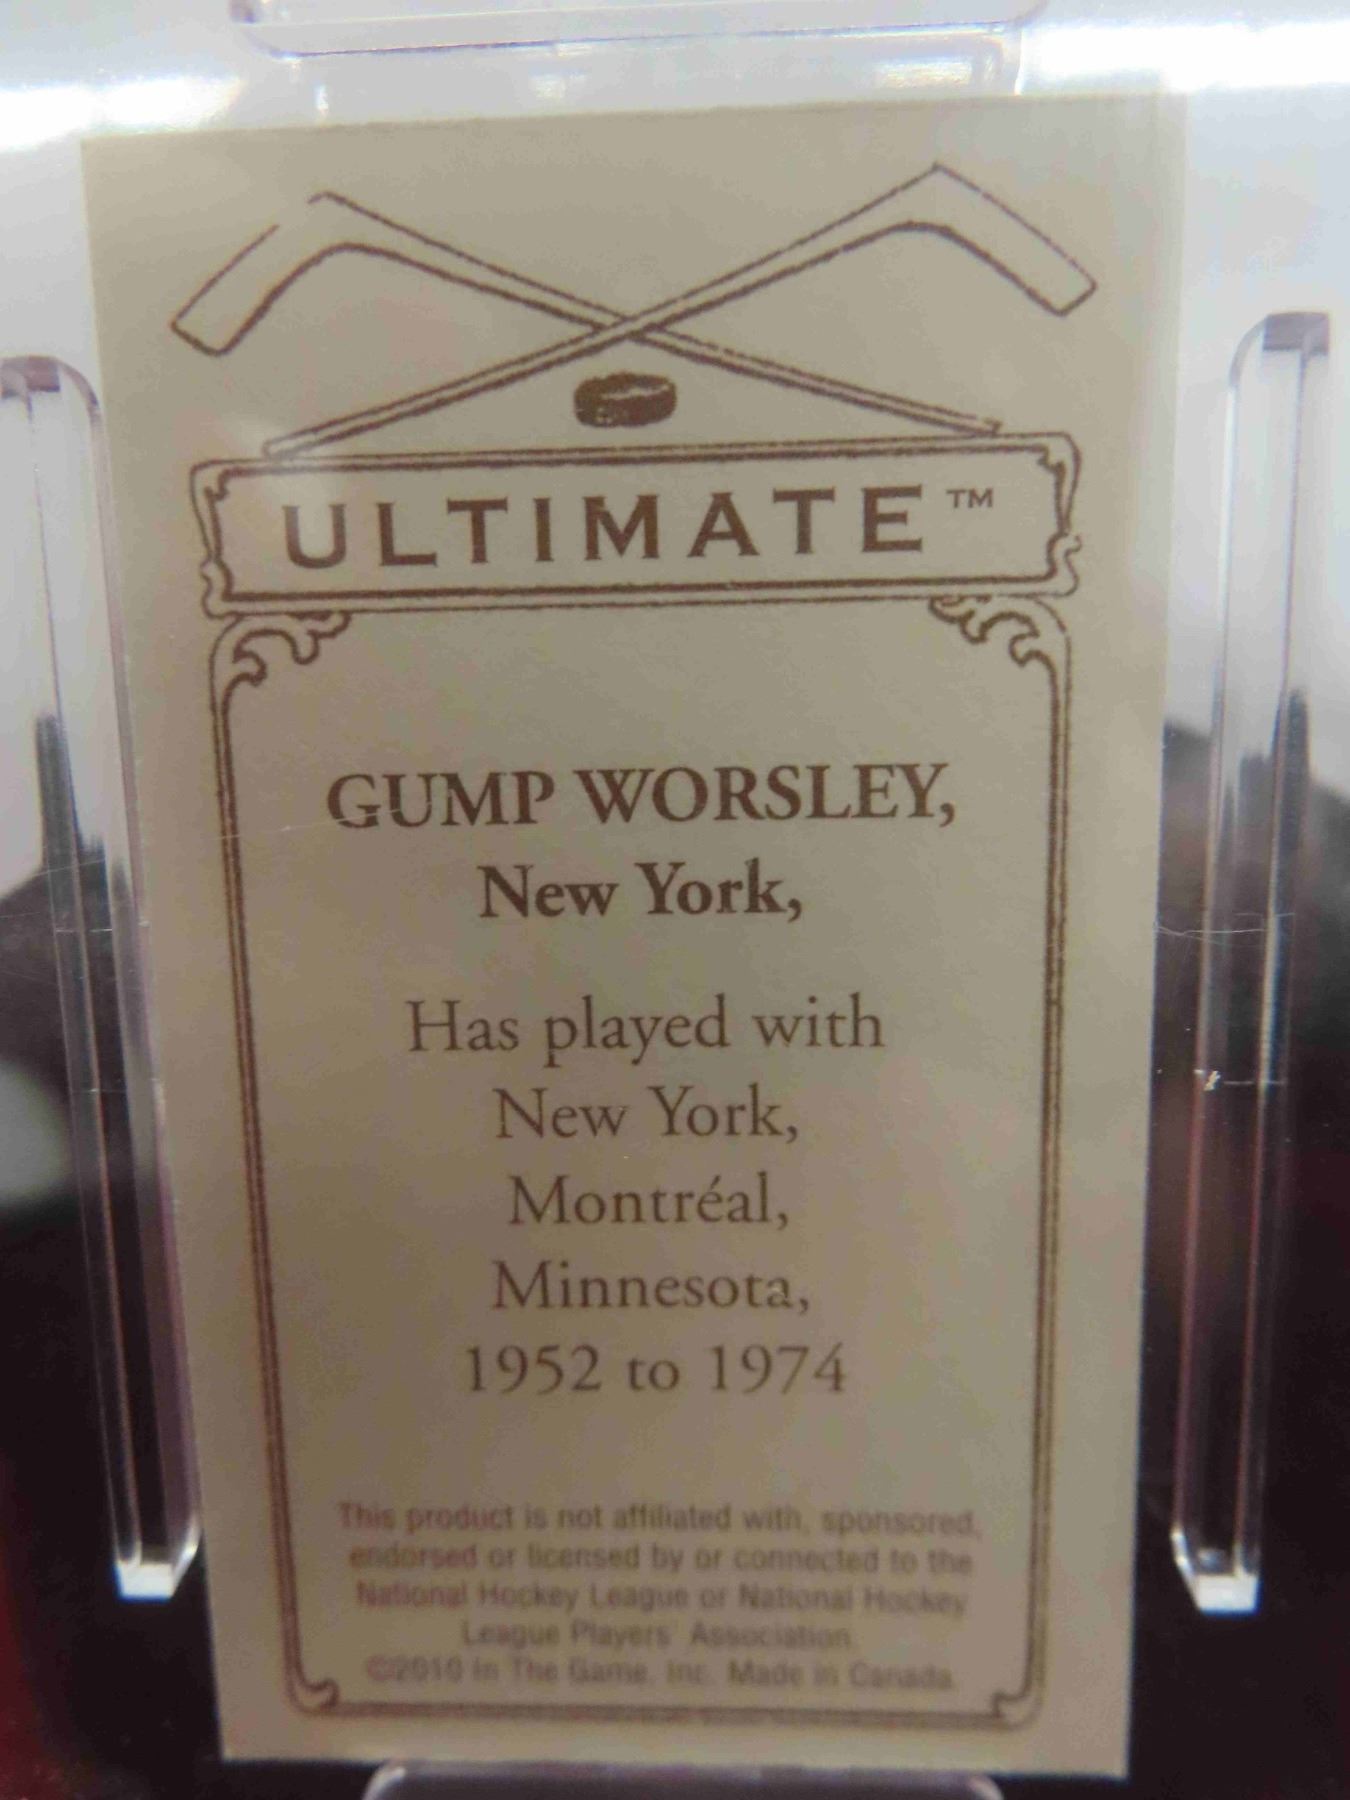 ULTIMATE™
GUMP WORSLEY,
New York,
Has played with
New York,
Montréal,
Minnesota,
1952 to 1974
This product is not affiliated with, sponsored,
endorsed or licensed by or connected to the
National Hockey League or National Hockey
League Players' Association.
©2010 In The Game, Inc. Made in Canada.